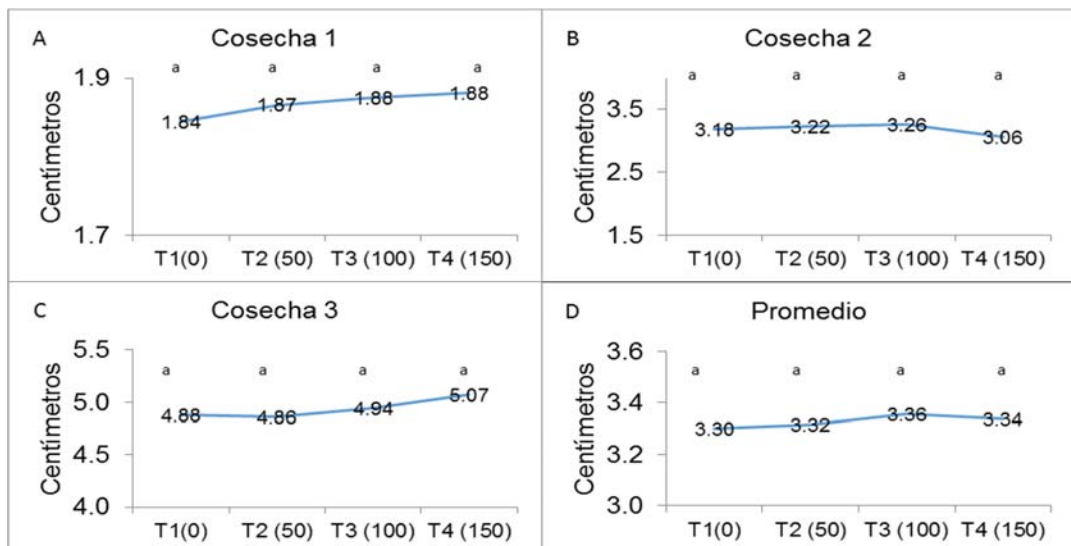 A
Cosecha 1
a a a a
Centímetros
1.9
1.7
1.84 1.87 1.88 1.88
T1(0) T2 (50) T3 (100) T4 (150)
B
Cosecha 2
a a a a
Centímetros
3.5
2.5
1.5
3.18 3.22 3.26 3.06
T1(0) T2 (50) T3 (100) T4 (150)
C
Cosecha 3
a a a a
Centímetros
5.5
5.0
4.5
4.0
4.88 4.86 4.94 5.07
T1(0) T2 (50) T3 (100) T4 (150)
D
Promedio
a a a a
Centímetros
3.6
3.4
3.2
3.0
3.30 3.32 3.36 3.34
T1(0) T2 (50) T3 (100) T4 (150)